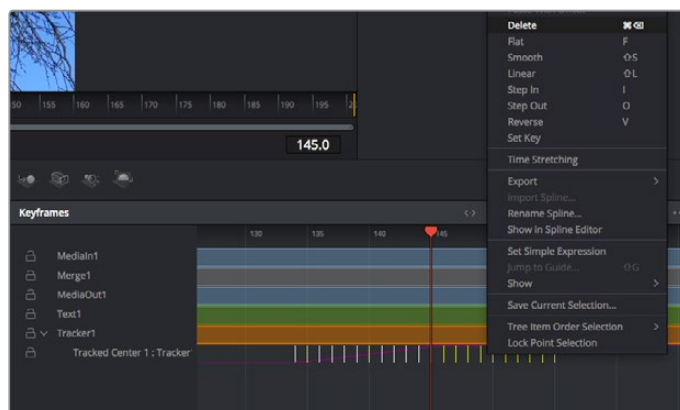 Delete ⌘⌫
Flat F
Smooth ⇧S
Linear ⇧L
Step In I
Step Out O
Reverse V
Set Key
Time Stretching
Export >
Import Spline...
Rename Spline...
Show in Spline Editor
Set Simple Expression
Jump to Guide... ⇧G
Show >
Save Current Selection...
Tree Item Order Selection >
Lock Point Selection
50 155 160 165 170 175 180 185 190 195
145.0
Keyframes
130 135 140 145
MediaIn1
Merge1
MediaOut1
Text1
Tracker1
Tracked Center 1 : Tracker